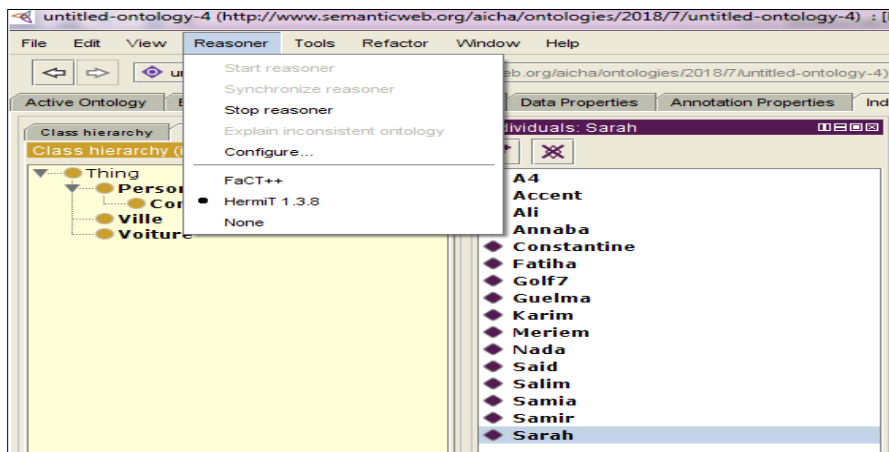 untitled-ontology-4 (http://www.semanticweb.org/aicha/ontologies/2018/7/untitled-ontology-4) : [
File Edit View Reasoner Tools Refactor Window Help
eb.org/aicha/ontologies/2018/7/untitled-ontology-4)
Active Ontology Data Properties Annotation Properties Ind
Start reasoner
Synchronize reasoner
Stop reasoner
Explain inconsistent ontology
Configure...
FaCT++
HermiT 1.3.8
None
Class hierarchy
Class hierarchy (
Thing
Person
Con
Ville
Voiture
dividuals: Sarah
A4
Accent
Ali
Annaba
Constantine
Fatiha
Golf7
Guelma
Karim
Meriem
Nada
Said
Salim
Samia
Samir
Sarah